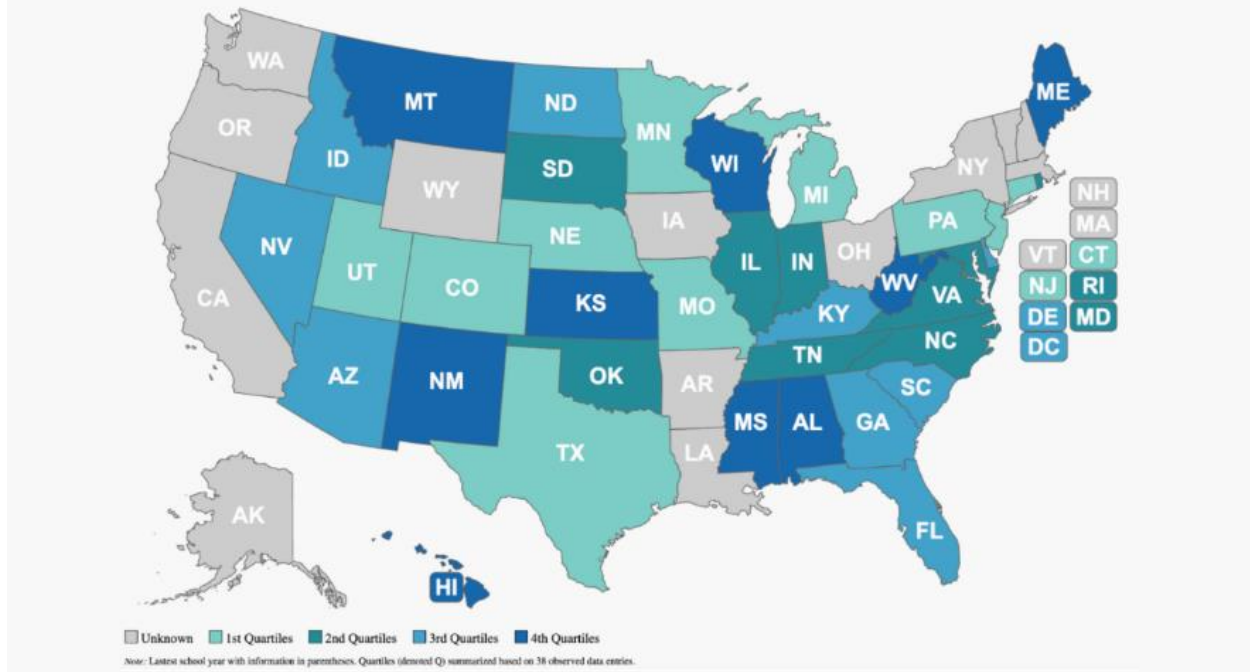 WA
MT
ND
MN
ME
OR
ID
SD
WI
NY
WY
MI
NH
IA
MA
NE
PA
NV
VT
CT
IL
IN
OH
UT
CO
WV
NJ
RI
CA
KS
MO
VA
DE
MD
KY
DC
NC
TN
AZ
NM
OK
AR
SC
MS
AL
GA
TX
LA
AK
FL
HI
Unknown 1st Quartiles 2nd Quartiles 3rd Quartiles 4th Quartiles
Note: Lastest school year with information in parentheses. Quartiles (denoted Q) summarized based on 38 observed data entries.